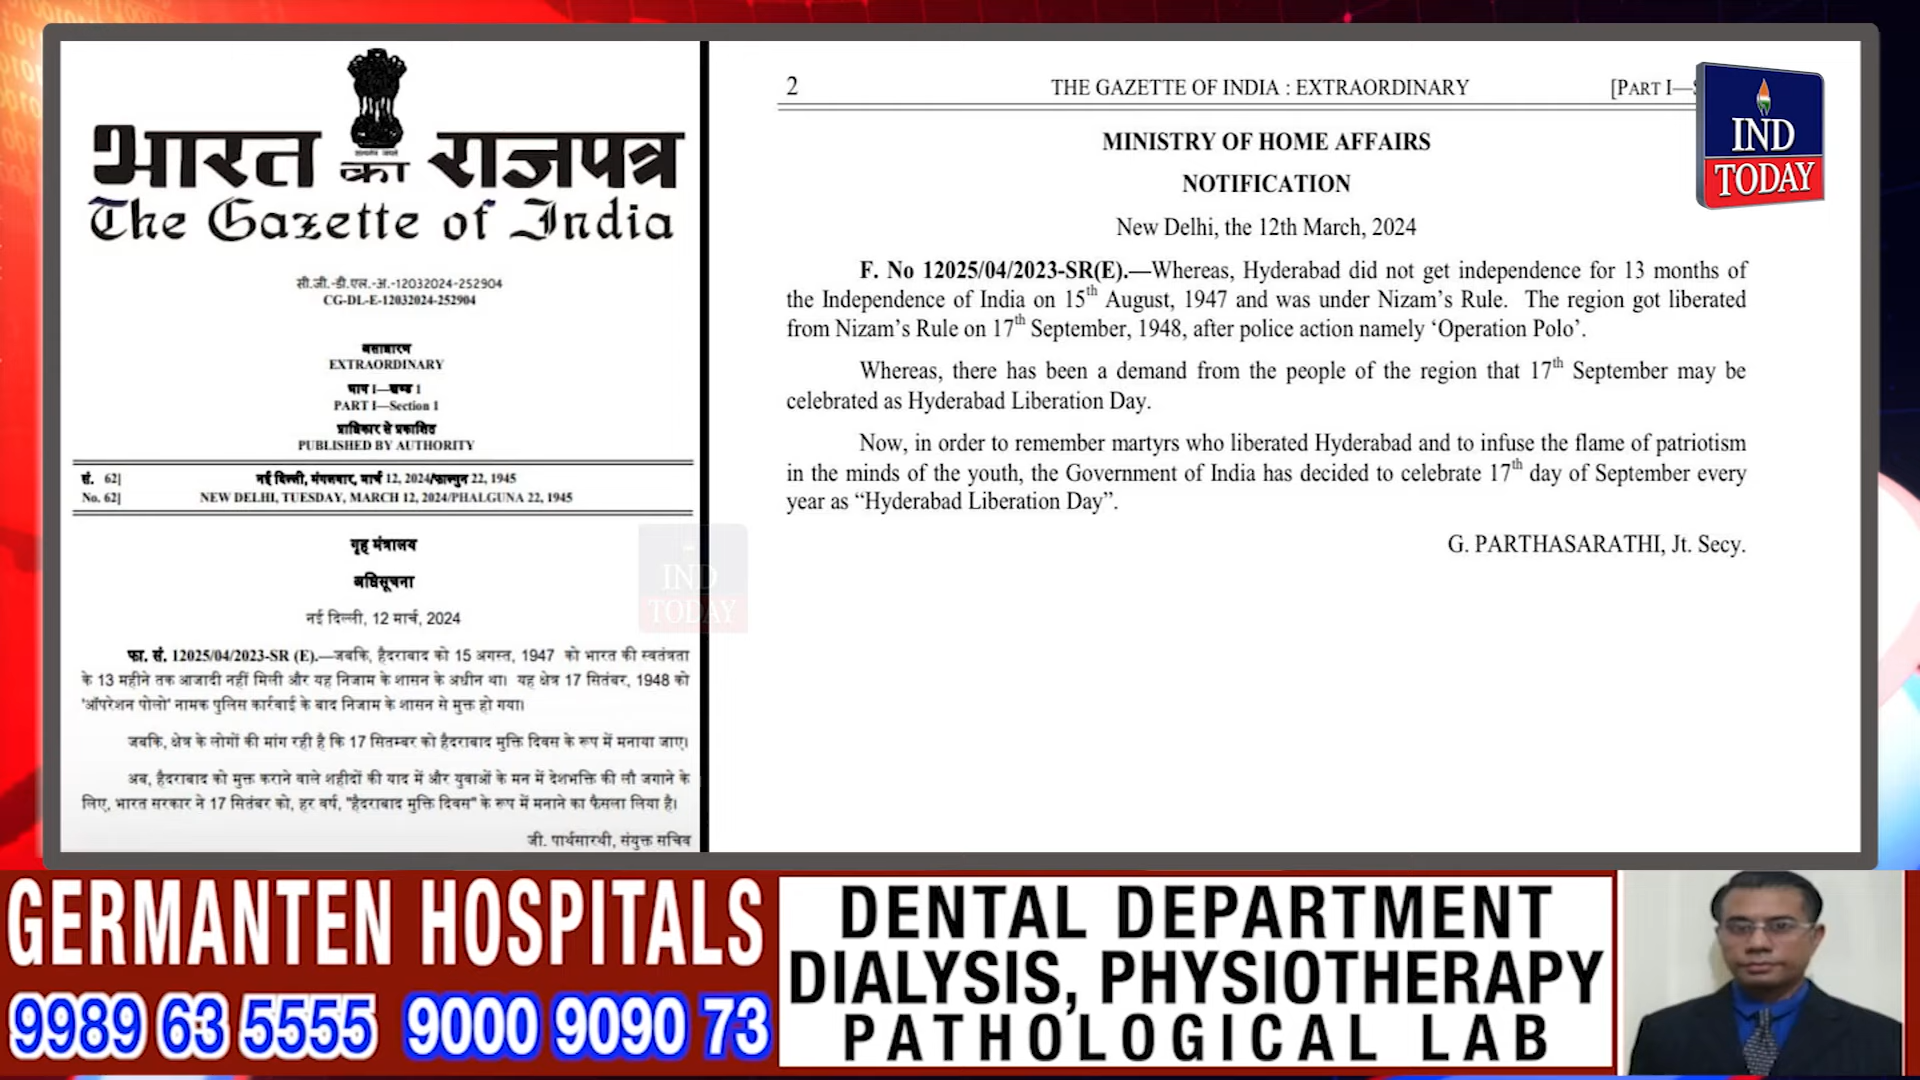 भारत का राजपत्र
The Gazette of India
सी.जी.-डी.एल.-अ.-12032024-252904
CG-DL-E-12032024-252904
असाधारण
EXTRAORDINARY
भाग I—खण्ड 1
PART I—Section 1
प्राधिकार से प्रकाशित
PUBLISHED BY AUTHORITY
सं. 62] नई दिल्ली, मंगलवार, मार्च 12, 2024/फाल्गुन 22, 1945
No. 62] NEW DELHI, TUESDAY, MARCH 12, 2024/PHALGUNA 22, 1945
गृह मंत्रालय
अधिसूचना
नई दिल्ली, 12 मार्च, 2024
फा. सं. 12025/04/2023-SR (E).—जबकि, हैदराबाद को 15 अगस्त, 1947 को भारत की स्वतंत्रता
के 13 महीने तक आजादी नहीं मिली और यह निजाम के शासन के अधीन था। यह क्षेत्र 17 सितंबर, 1948 को
'ऑपरेशन पोलो' नामक पुलिस कार्रवाई के बाद निजाम के शासन से मुक्त हो गया।
जबकि, क्षेत्र के लोगों की मांग रही है कि 17 सितम्बर को हैदराबाद मुक्ति दिवस के रूप में मनाया जाए।
अब, हैदराबाद को मुक्त कराने वाले शहीदों की याद में और युवाओं के मन में देशभक्ति की लौ जगाने के
लिए, भारत सरकार ने 17 सितंबर को, हर वर्ष, "हैदराबाद मुक्ति दिवस" के रूप में मनाने का फैसला लिया है।
जी. पार्थसारथी, संयुक्त सचिव
2 THE GAZETTE OF INDIA : EXTRAORDINARY [PART I—
MINISTRY OF HOME AFFAIRS
NOTIFICATION
New Delhi, the 12th March, 2024
F. No 12025/04/2023-SR(E).—Whereas, Hyderabad did not get independence for 13 months of
the Independence of India on 15th August, 1947 and was under Nizam's Rule. The region got liberated
from Nizam's Rule on 17th September, 1948, after police action namely 'Operation Polo'.
Whereas, there has been a demand from the people of the region that 17th September may be
celebrated as Hyderabad Liberation Day.
Now, in order to remember martyrs who liberated Hyderabad and to infuse the flame of patriotism
in the minds of the youth, the Government of India has decided to celebrate 17th day of September every
year as “Hyderabad Liberation Day”.
G. PARTHASARATHI, Jt. Secy.
IND
TODAY
IND
TODAY
GERMANTEN HOSPITALS
9989 63 5555 9000 9090 73
DENTAL DEPARTMENT
DIALYSIS, PHYSIOTHERAPY
PATHOLOGICAL LAB